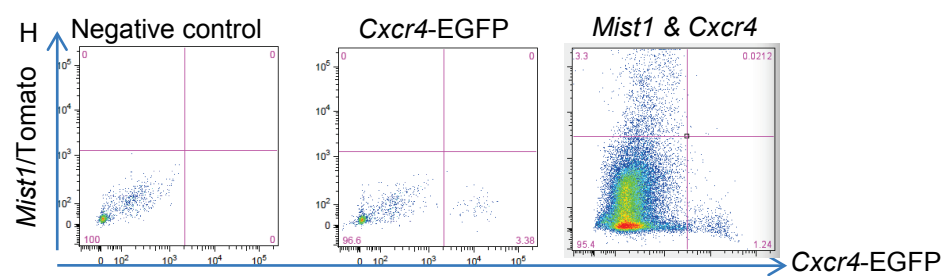 H Negative control Cxcr4-EGFP Mist1 & Cxcr4
Mist1/Tomato
10⁵ 10⁴ 10³ 10² 0
0 0 100 0
0 10² 10³ 10⁴ 10⁵
10⁵ 10⁴ 10³ 10² 0
0 0 96.6 3.38
0 10² 10³ 10⁴ 10⁵
3.3 0.0212
95.4 1.24
Cxcr4-EGFP